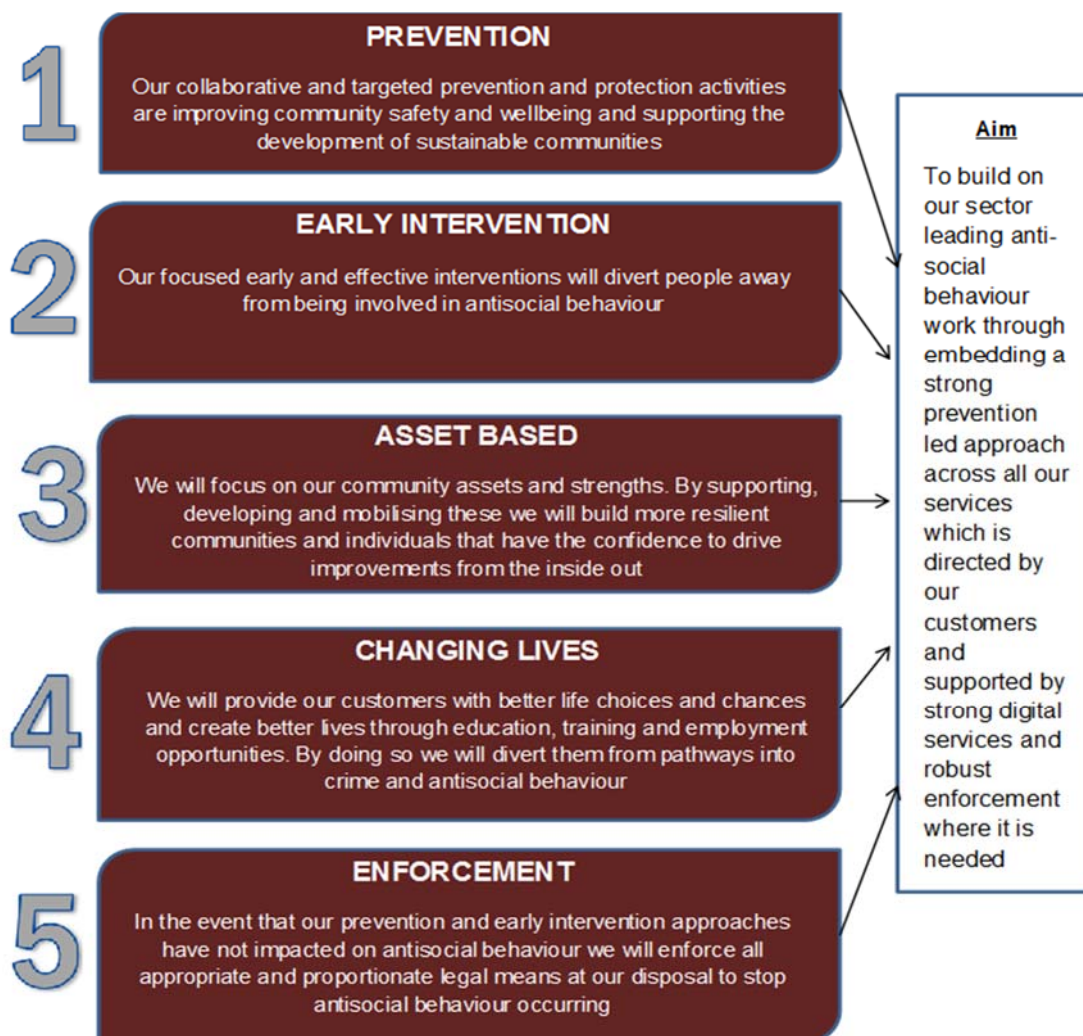 1
PREVENTION
Our collaborative and targeted prevention and protection activities
are improving community safety and wellbeing and supporting the
development of sustainable communities
2
EARLY INTERVENTION
Our focused early and effective interventions will divert people away
from being involved in antisocial behaviour
3
ASSET BASED
We will focus on our community assets and strengths. By supporting,
developing and mobilising these we will build more resilient
communities and individuals that have the confidence to drive
improvements from the inside out
4
CHANGING LIVES
We will provide our customers with better life choices and chances
and create better lives through education, training and employment
opportunities. By doing so we will divert them from pathways into
crime and antisocial behaviour
5
ENFORCEMENT
In the event that our prevention and early intervention approaches
have not impacted on antisocial behaviour we will enforce all
appropriate and proportionate legal means at our disposal to stop
antisocial behaviour occurring
Aim
To build on
our sector
leading anti-
social
behaviour
work through
embedding a
strong
prevention
led approach
across all our
services
which is
directed by
our
customers
and
supported by
strong digital
services and
robust
enforcement
where it is
needed